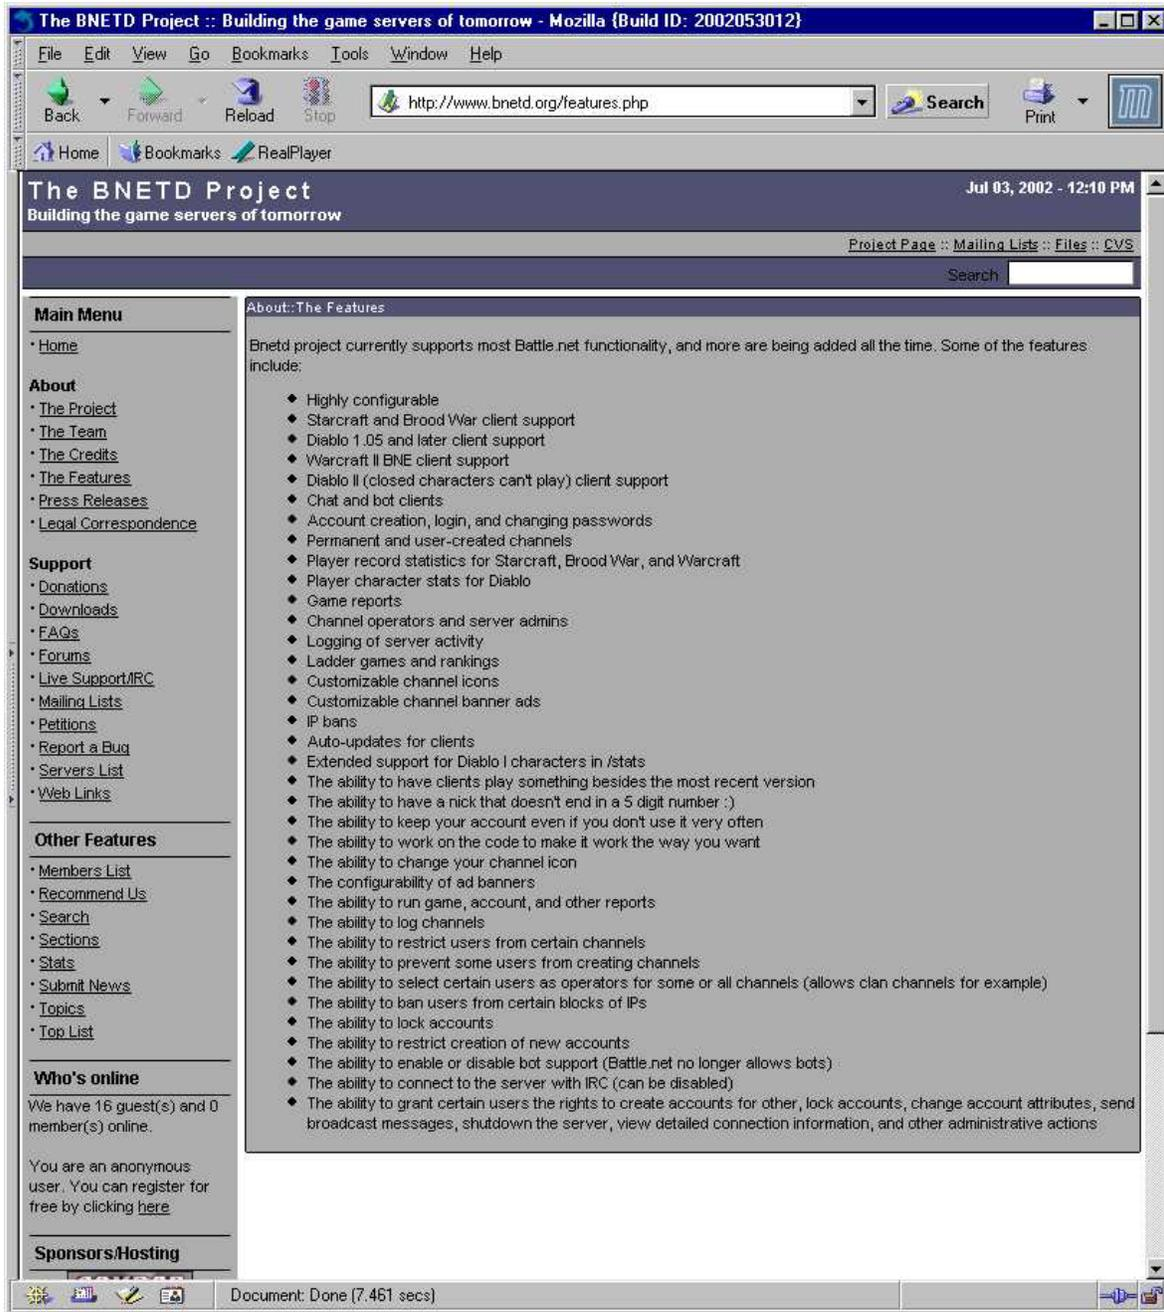 The BNETD Project :: Building the game servers of tomorrow - Mozilla {Build ID: 2002053012}
File Edit View Go Bookmarks Tools Window Help
Back Forward Reload Stop http://www.bnetd.org/features.php Search Print
Home Bookmarks RealPlayer
The BNETD Project
Jul 03, 2002 - 12:10 PM
Building the game servers of tomorrow
Project Page :: Mailing Lists :: Files :: CVS
Search
Main Menu
· Home
About
· The Project
· The Team
· The Credits
· The Features
· Press Releases
· Legal Correspondence
Support
· Donations
· Downloads
· FAQs
· Forums
· Live Support/IRC
· Mailing Lists
· Petitions
· Report a Bug
· Servers List
· Web Links
Other Features
· Members List
· Recommend Us
· Search
· Sections
· Stats
· Submit News
· Topics
· Top List
Who's online
We have 16 guest(s) and 0
member(s) online.
You are an anonymous
user. You can register for
free by clicking here
Sponsors/Hosting
About::The Features
Bnetd project currently supports most Battle.net functionality, and more are being added all the time. Some of the features
include:
◆ Highly configurable
◆ Starcraft and Brood War client support
◆ Diablo 1.05 and later client support
◆ Warcraft II BNE client support
◆ Diablo II (closed characters can't play) client support
◆ Chat and bot clients
◆ Account creation, login, and changing passwords
◆ Permanent and user-created channels
◆ Player record statistics for Starcraft, Brood War, and Warcraft
◆ Player character stats for Diablo
◆ Game reports
◆ Channel operators and server admins
◆ Logging of server activity
◆ Ladder games and rankings
◆ Customizable channel icons
◆ Customizable channel banner ads
◆ IP bans
◆ Auto-updates for clients
◆ Extended support for Diablo I characters in /stats
◆ The ability to have clients play something besides the most recent version
◆ The ability to have a nick that doesn't end in a 5 digit number :)
◆ The ability to keep your account even if you don't use it very often
◆ The ability to work on the code to make it work the way you want
◆ The ability to change your channel icon
◆ The configurability of ad banners
◆ The ability to run game, account, and other reports
◆ The ability to log channels
◆ The ability to restrict users from certain channels
◆ The ability to prevent some users from creating channels
◆ The ability to select certain users as operators for some or all channels (allows clan channels for example)
◆ The ability to ban users from certain blocks of IPs
◆ The ability to lock accounts
◆ The ability to restrict creation of new accounts
◆ The ability to enable or disable bot support (Battle.net no longer allows bots)
◆ The ability to connect to the server with IRC (can be disabled)
◆ The ability to grant certain users the rights to create accounts for other, lock accounts, change account attributes, send
broadcast messages, shutdown the server, view detailed connection information, and other administrative actions
Document: Done (7.461 secs)